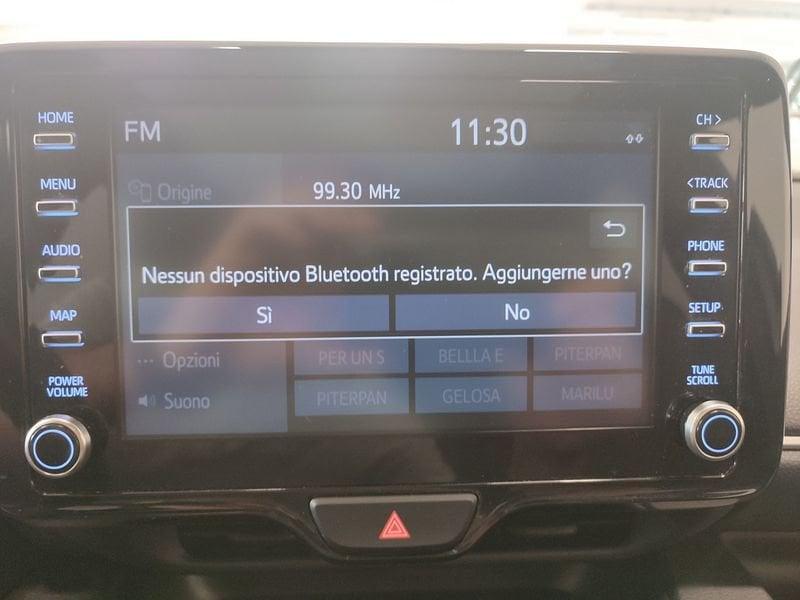 HOME
FM
11:30
CH >
MENU
Origine
99.30 MHz
<TRACK
AUDIO
PHONE
Nessun dispositivo Bluetooth registrato. Aggiungerne uno?
MAP
Sì
No
SETUP
Opzioni
PER UN S
BELLLA E
PITERPAN
POWER
VOLUME
TUNE
SCROLL
Suono
PITERPAN
GELOSA
MARILU